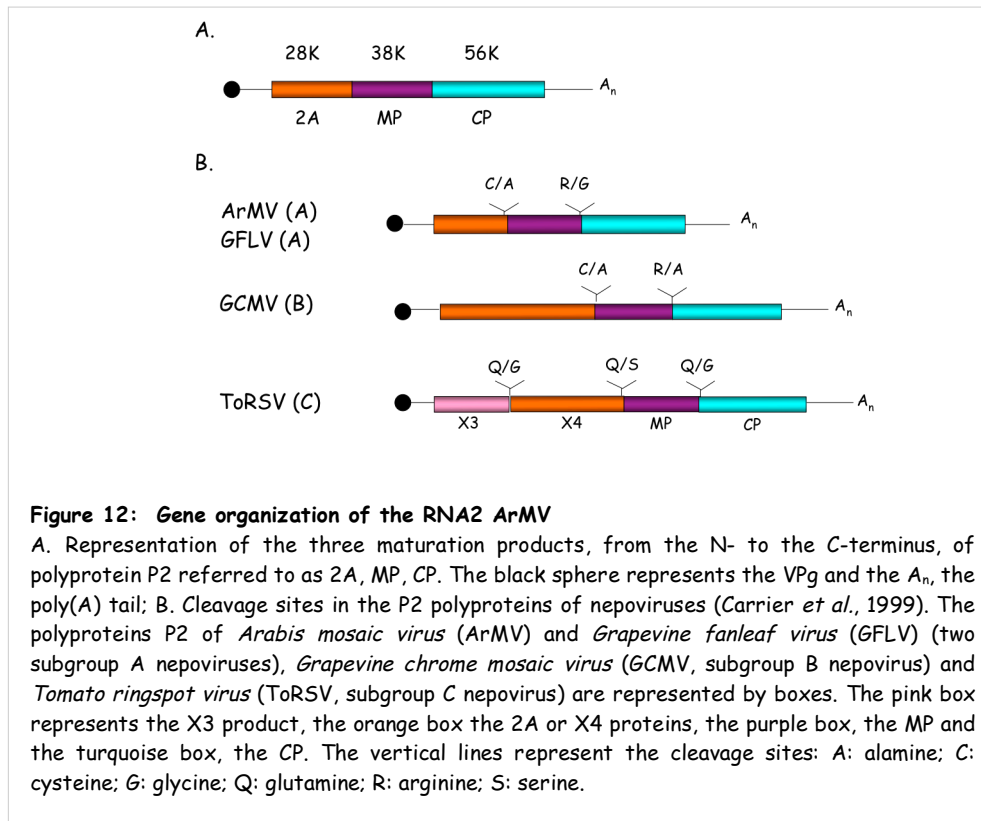 A.
28K 38K 56K
An
2A MP CP
B.
C/A R/G
ArMV (A)
GFLV (A)
An
C/A R/A
GCMV (B)
An
Q/G Q/S Q/G
ToRSV (C)
An
X3 X4 MP CP
Figure 12: Gene organization of the RNA2 ArMV
A. Representation of the three maturation products, from the N- to the C-terminus, of
polyprotein P2 referred to as 2A, MP, CP. The black sphere represents the VPg and the An, the
poly(A) tail; B. Cleavage sites in the P2 polyproteins of nepoviruses (Carrier et al., 1999). The
polyproteins P2 of Arabis mosaic virus (ArMV) and Grapevine fanleaf virus (GFLV) (two
subgroup A nepoviruses), Grapevine chrome mosaic virus (GCMV, subgroup B nepovirus) and
Tomato ringspot virus (ToRSV, subgroup C nepovirus) are represented by boxes. The pink box
represents the X3 product, the orange box the 2A or X4 proteins, the purple box, the MP and
the turquoise box, the CP. The vertical lines represent the cleavage sites: A: alamine; C:
cysteine; G: glycine; Q: glutamine; R: arginine; S: serine.